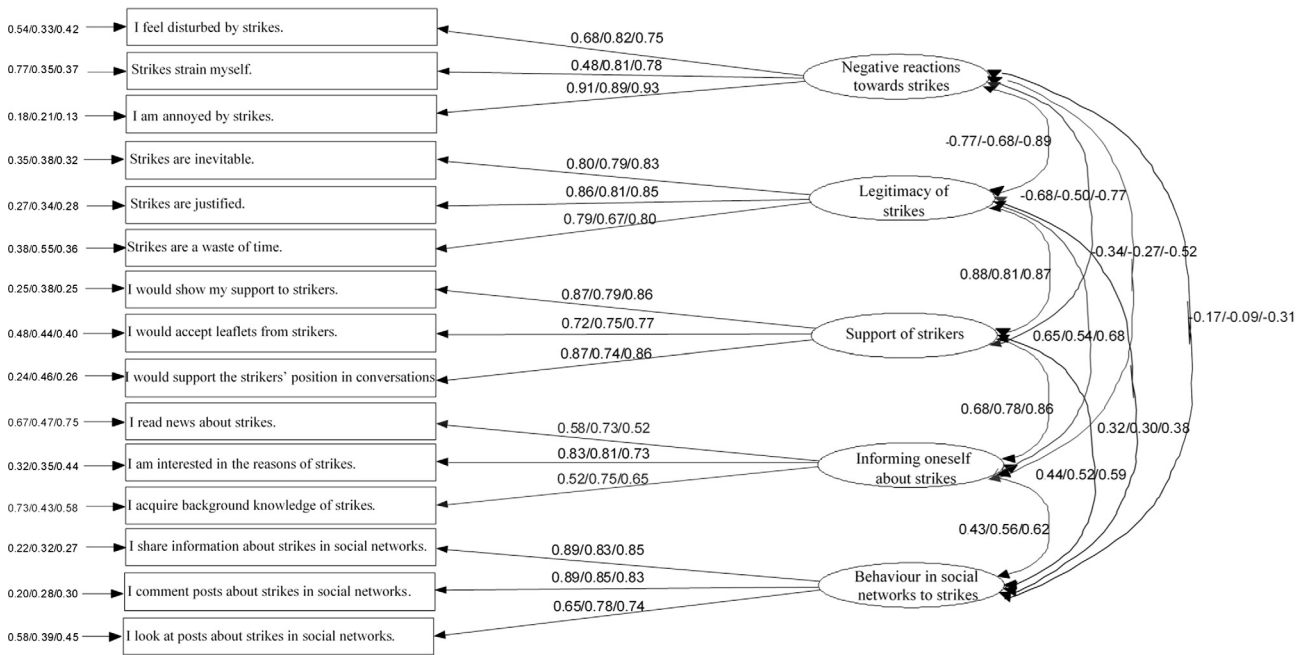 0.54/0.33/0.42
I feel disturbed by strikes.
0.68/0.82/0.75
0.77/0.35/0.37
Strikes strain myself.
0.48/0.81/0.78
Negative reactions
towards strikes
0.91/0.89/0.93
0.18/0.21/0.13
I am annoyed by strikes.
-0.77/-0.68/-0.89
0.35/0.38/0.32
Strikes are inevitable.
0.80/0.79/0.83
0.27/0.34/0.28
Strikes are justified.
0.86/0.81/0.85
Legitimacy of
strikes
-0.68/-0.50/-0.77
0.79/0.67/0.80
0.38/0.55/0.36
Strikes are a waste of time.
-0.34/-0.27/-0.52
0.88/0.81/0.87
0.25/0.38/0.25
I would show my support to strikers.
0.87/0.79/0.86
-0.17/-0.09/-0.31
0.48/0.44/0.40
I would accept leaflets from strikers.
0.72/0.75/0.77
Support of strikers
0.65/0.54/0.68
0.87/0.74/0.86
0.24/0.46/0.26
I would support the strikers' position in conversations
0.68/0.78/0.86
0.67/0.47/0.75
I read news about strikes.
0.58/0.73/0.52
0.32/0.30/0.38
0.32/0.35/0.44
I am interested in the reasons of strikes.
0.83/0.81/0.73
Informing oneself
about strikes
0.44/0.52/0.59
0.52/0.75/0.65
0.73/0.43/0.58
I acquire background knowledge of strikes.
0.43/0.56/0.62
0.22/0.32/0.27
I share information about strikes in social networks.
0.89/0.83/0.85
0.20/0.28/0.30
I comment posts about strikes in social networks.
0.89/0.85/0.83
Behaviour in social
networks to strikes
0.65/0.78/0.74
0.58/0.39/0.45
I look at posts about strikes in social networks.